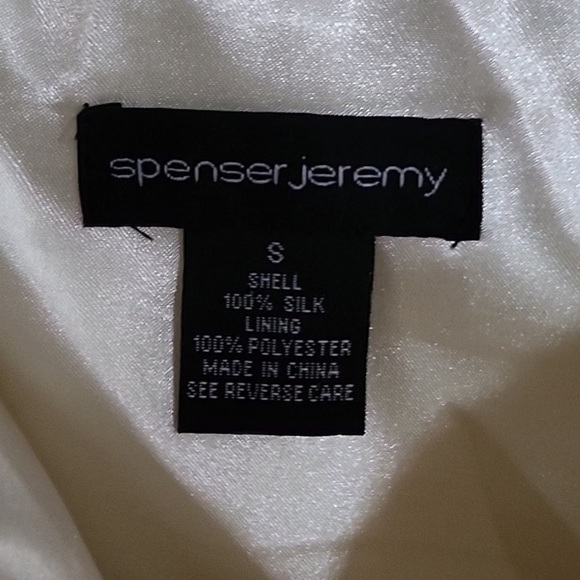 spenserjeremy
S
SHELL
100% SILK
LINING
100% POLYESTER
MADE IN CHINA
SEE REVERSE CARE